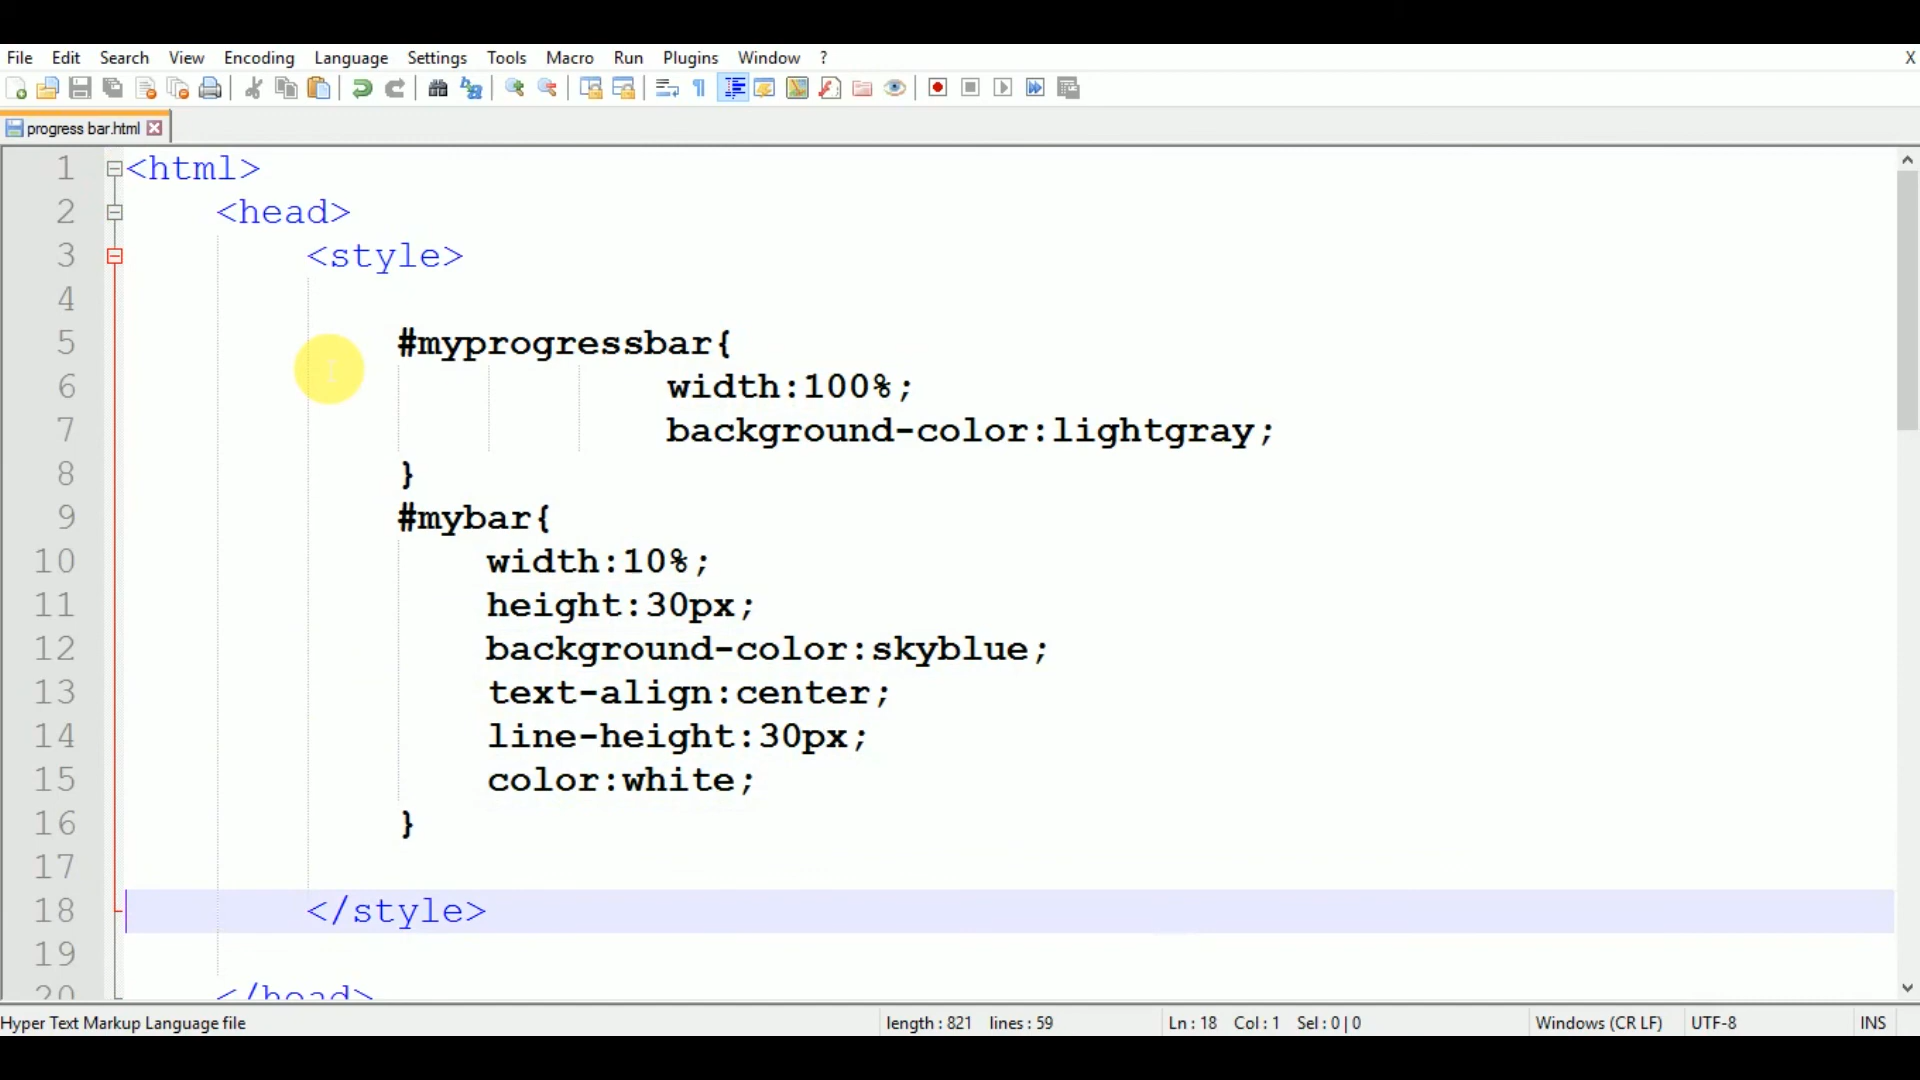 File Edit Search View Encoding Language Settings Tools Macro Run Plugins Window ? X
progress bar.html
1 <html>
2 <head>
3 <style>
4
5 #myprogressbar{
6 width:100%;
7 background-color:lightgray;
8 }
9 #mybar{
10 width:10%;
11 height:30px;
12 background-color:skyblue;
13 text-align:center;
14 line-height:30px;
15 color:white;
16 }
17
18 </style>
19
20 </head>
Hyper Text Markup Language file length : 821 lines : 59 Ln : 18 Col : 1 Sel : 0 | 0 Windows (CR LF) UTF-8 INS